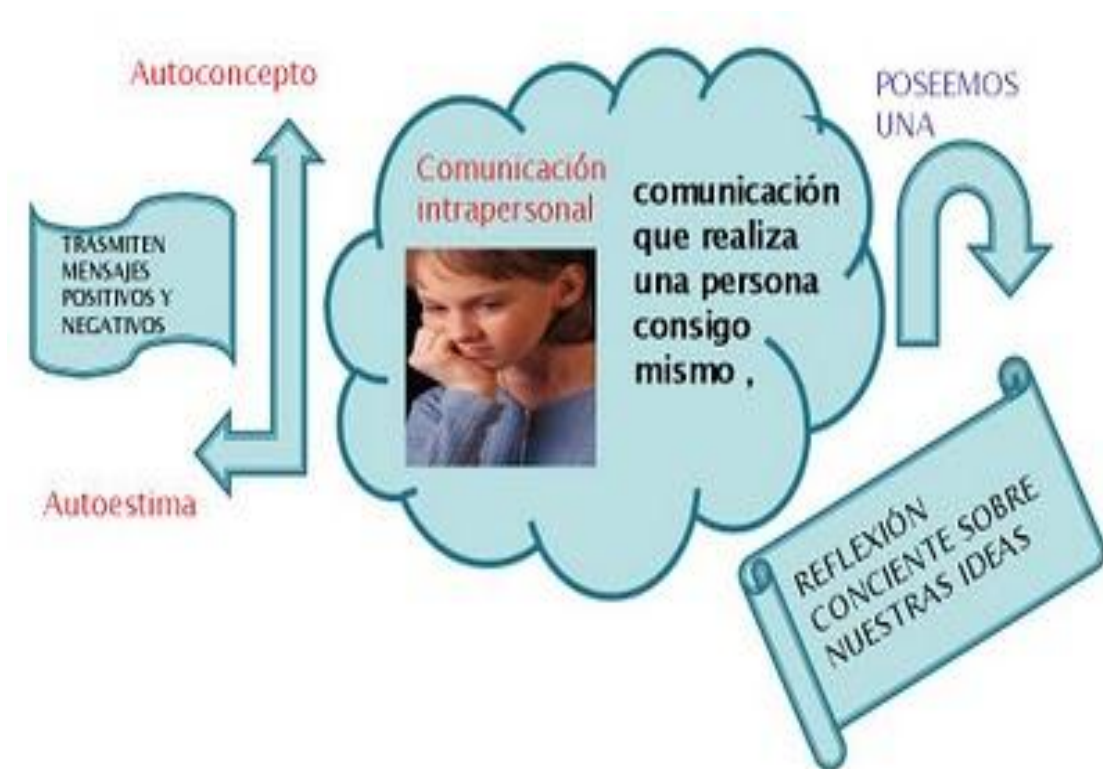 Autoconcepto
TRASMITEN
MENSAJES
POSITIVOS Y
NEGATIVOS
Autoestima
Comunicación
intrapersonal
comunicación
que realiza
una persona
consigo
mismo ,
POSEEMOS
UNA
REFLEXIÓN
CONCIENTE SOBRE
NUESTRAS IDEAS